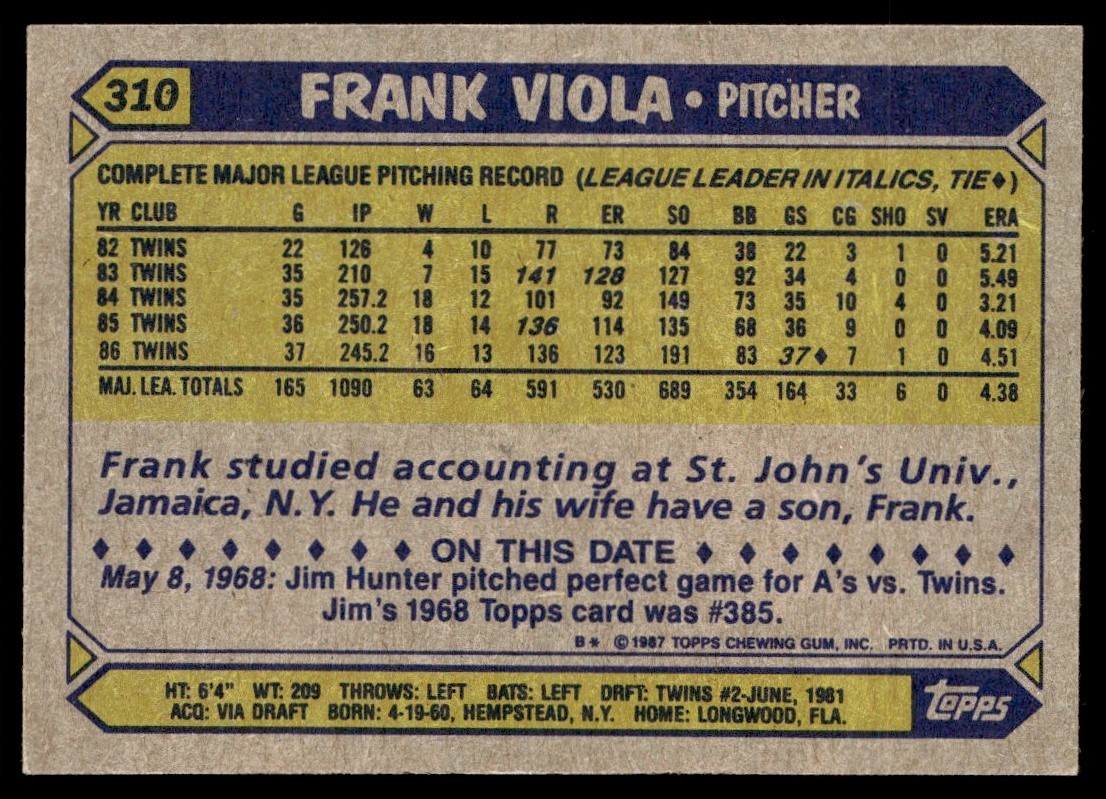 310 FRANK VIOLA • PITCHER
COMPLETE MAJOR LEAGUE PITCHING RECORD (LEAGUE LEADER IN ITALICS, TIE♦)
YR CLUB G IP W L R ER SO BB GS CG SHO SV ERA
82 TWINS 22 126 4 10 77 73 84 38 22 3 1 0 5.21
83 TWINS 35 210 7 15 141 128 127 92 34 4 0 0 5.49
84 TWINS 35 257.2 18 12 101 92 149 73 35 10 4 0 3.21
85 TWINS 36 250.2 18 14 136 114 135 68 36 9 0 0 4.09
86 TWINS 37 245.2 16 13 136 123 191 83 37♦ 7 1 0 4.51
MAJ. LEA. TOTALS 165 1090 63 64 591 530 689 354 164 33 6 0 4.38
Frank studied accounting at St. John's Univ.,
Jamaica, N.Y. He and his wife have a son, Frank.
♦ ♦ ♦ ♦ ♦ ♦ ♦ ♦ ON THIS DATE ♦ ♦ ♦ ♦ ♦ ♦ ♦ ♦
May 8, 1968: Jim Hunter pitched perfect game for A's vs. Twins.
Jim's 1968 Topps card was #385.
B* ©1987 TOPPS CHEWING GUM, INC. PRTD. IN U.S.A.
HT: 6'4" WT: 209 THROWS: LEFT BATS: LEFT DRFT: TWINS #2-JUNE, 1981
ACQ: VIA DRAFT BORN: 4-19-60, HEMPSTEAD, N.Y. HOME: LONGWOOD, FLA.
topps